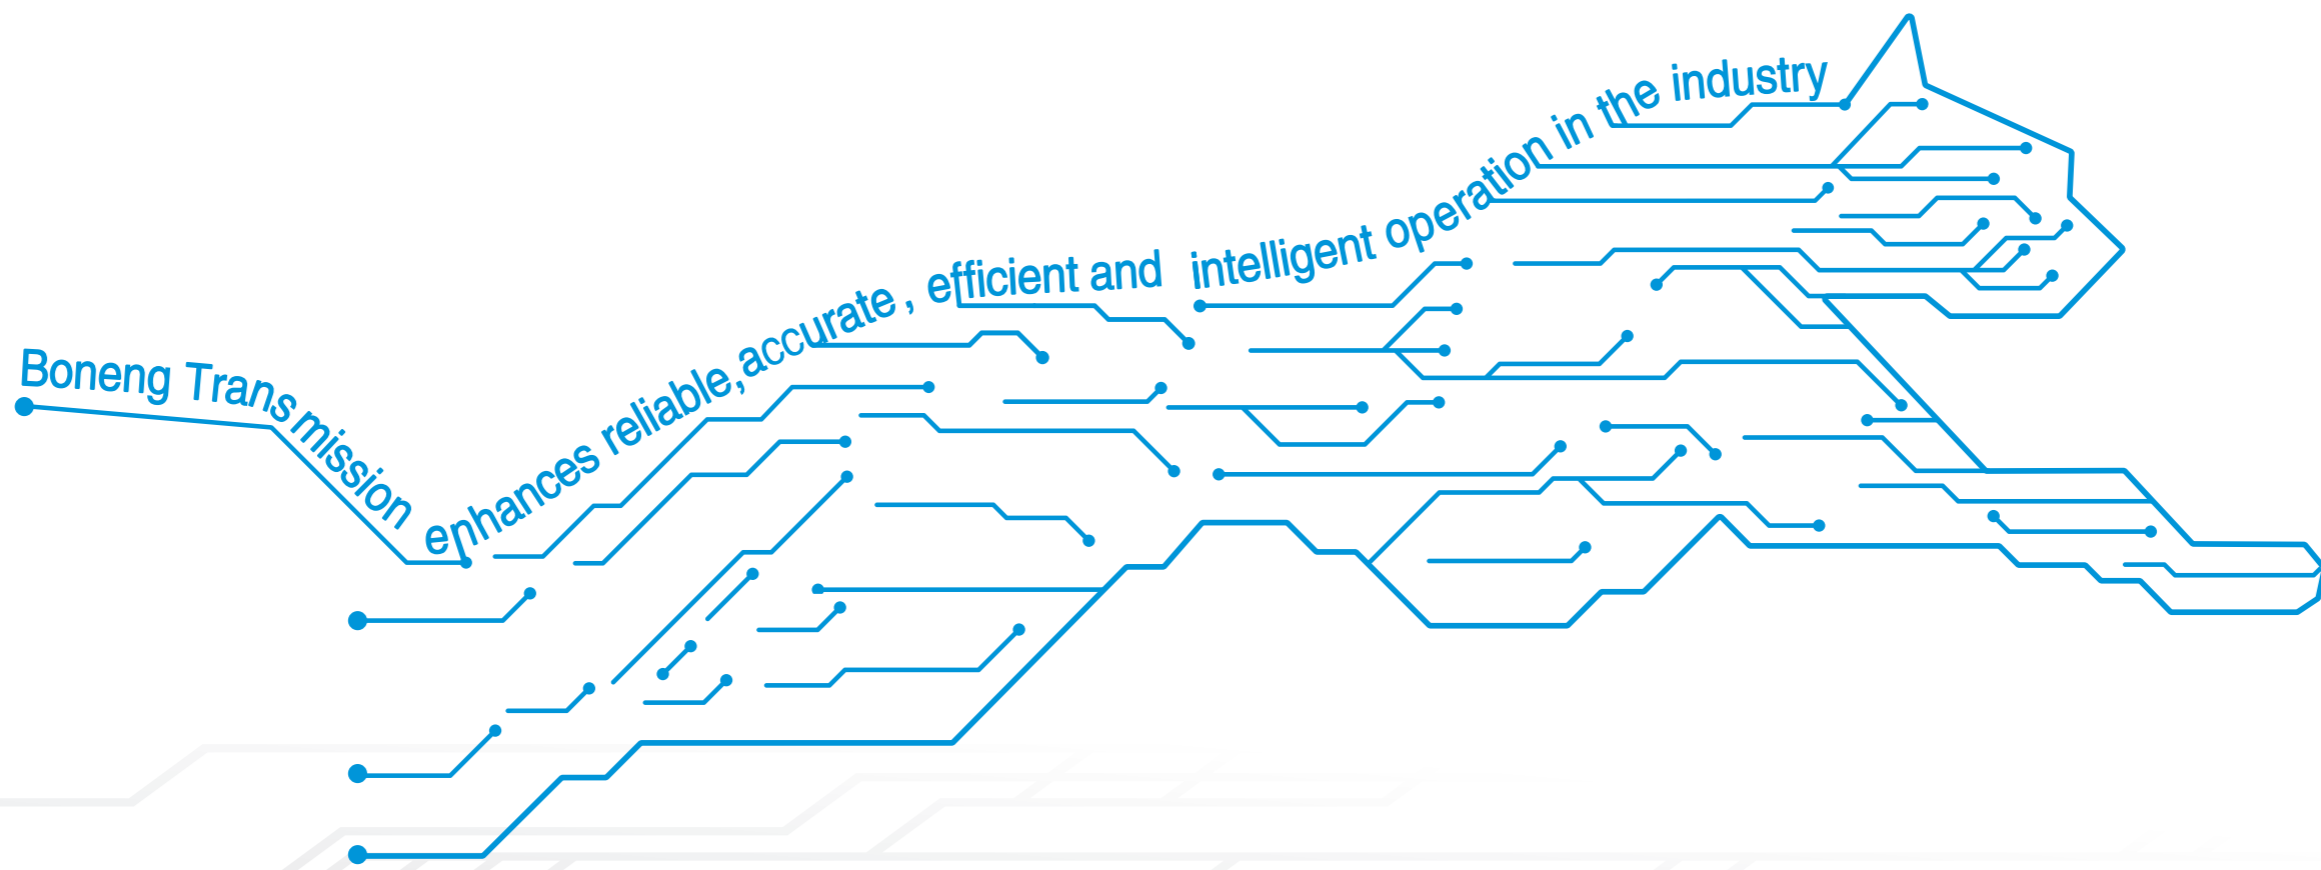 Boneng Transmission enhances reliable, accurate, efficient and intelligent operation in the industry